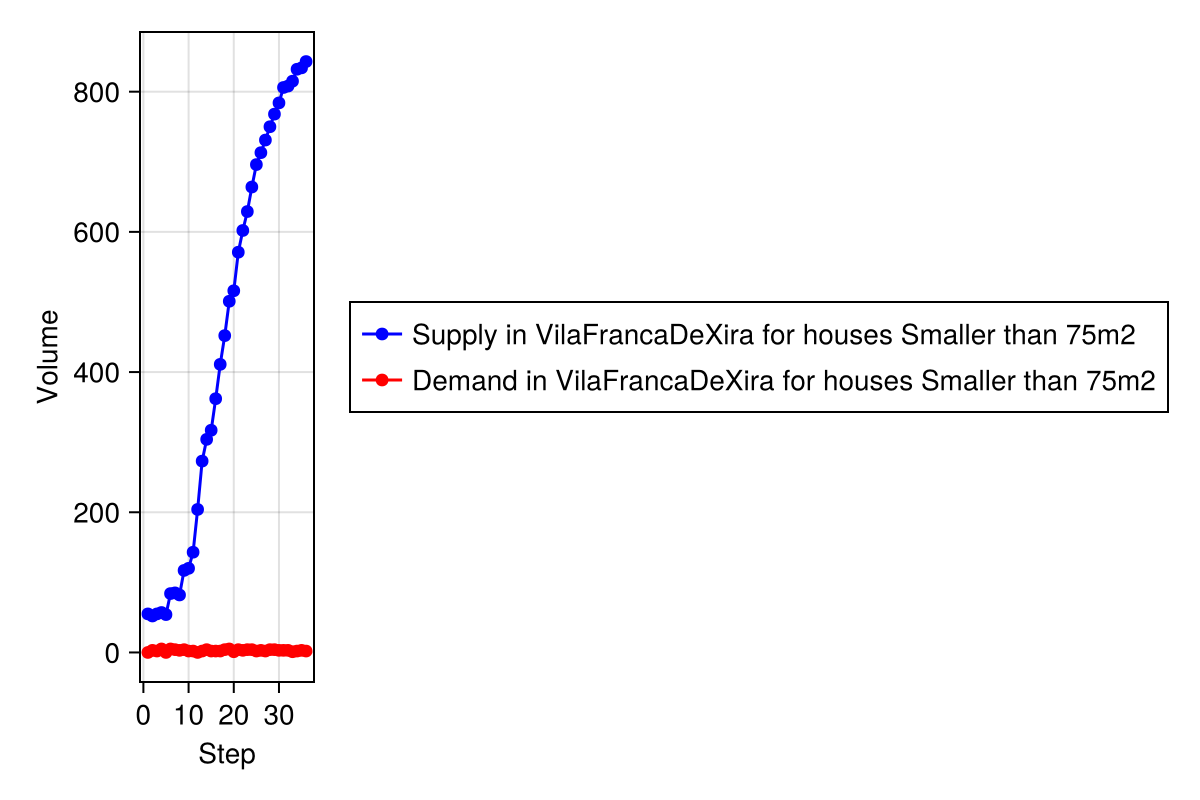 800
600
400
200
0
Volume
0 10 20 30
Step
Supply in VilaFrancaDeXira for houses Smaller than 75m2
Demand in VilaFrancaDeXira for houses Smaller than 75m2